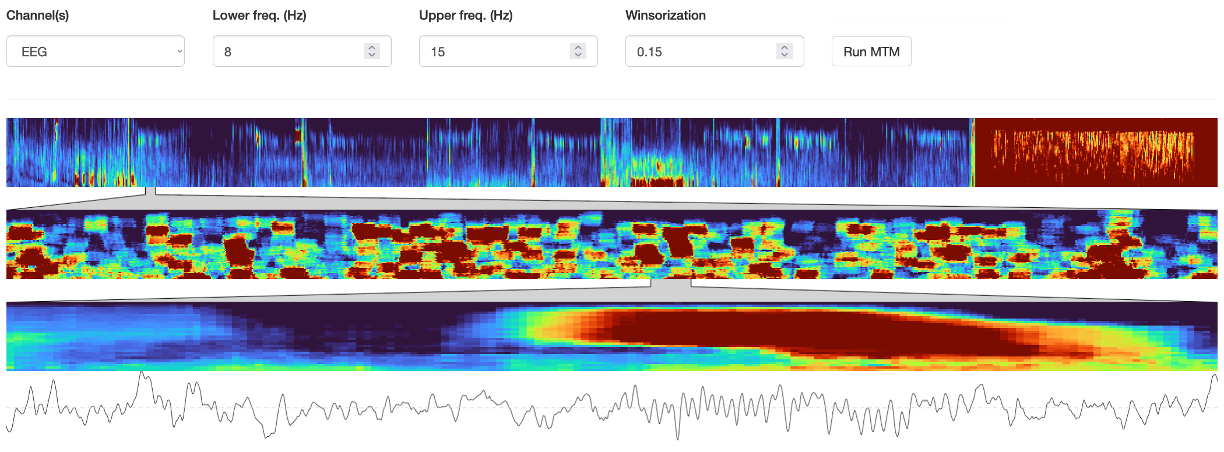 Channel(s) Lower freq. (Hz) Upper freq. (Hz) Winsorization
EEG 8 15 0.15 Run MTM